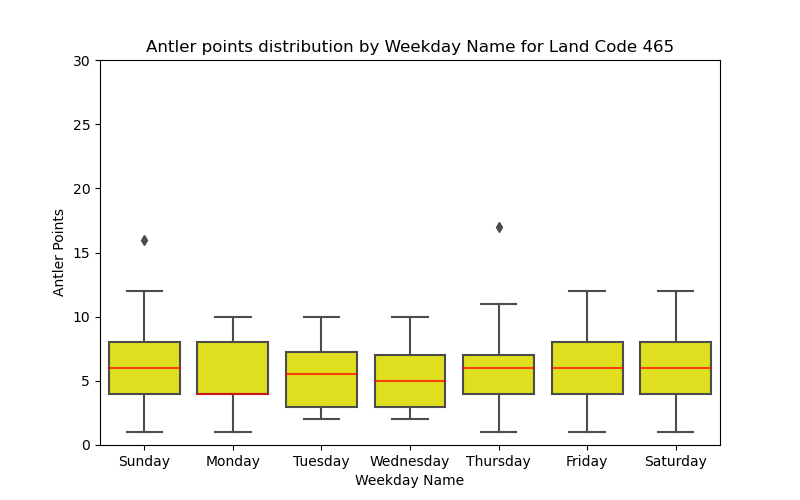 Antler points distribution by Weekday Name for Land Code 465
Antler Points
30
25
20
15
10
5
0
Sunday Monday Tuesday Wednesday Thursday Friday Saturday
Weekday Name